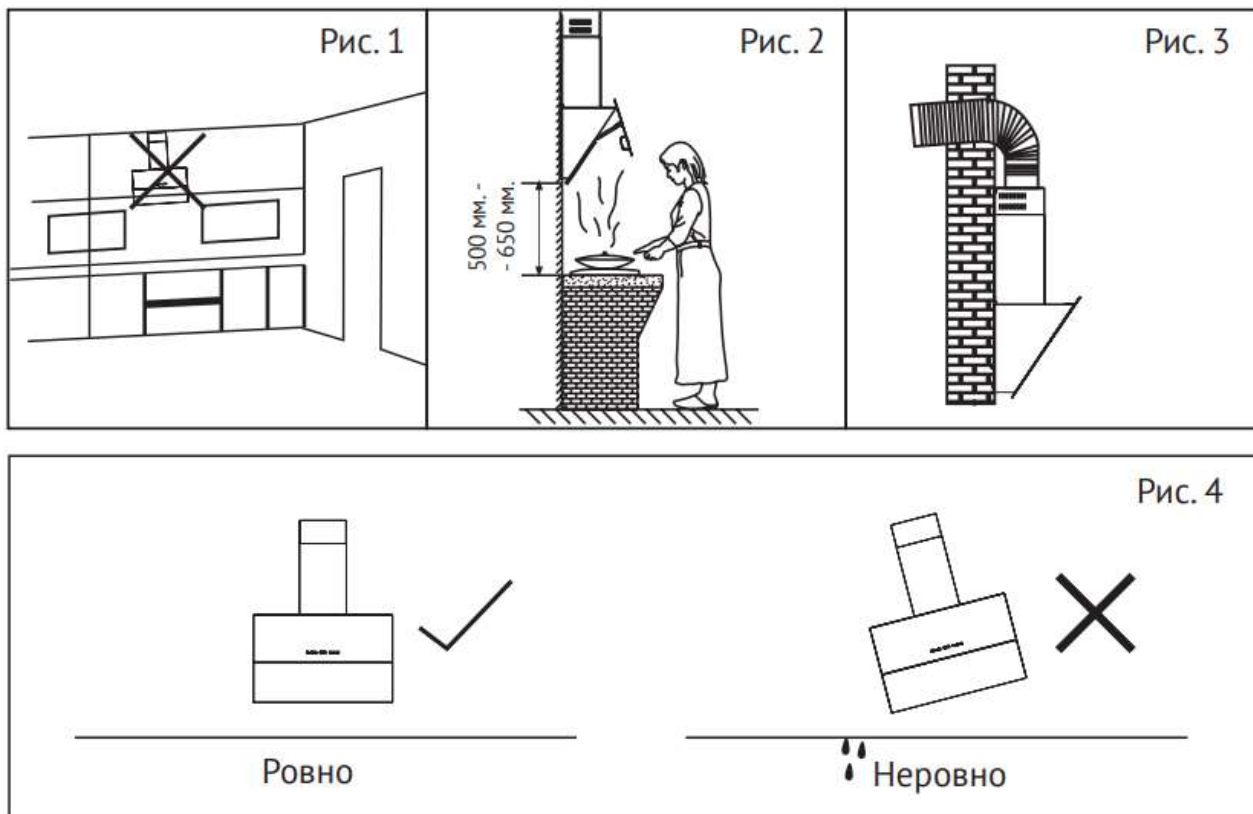 Рис. 1
Рис. 2
Рис. 3
500 мм. -
- 650 мм.
Рис. 4
Ровно
Неровно